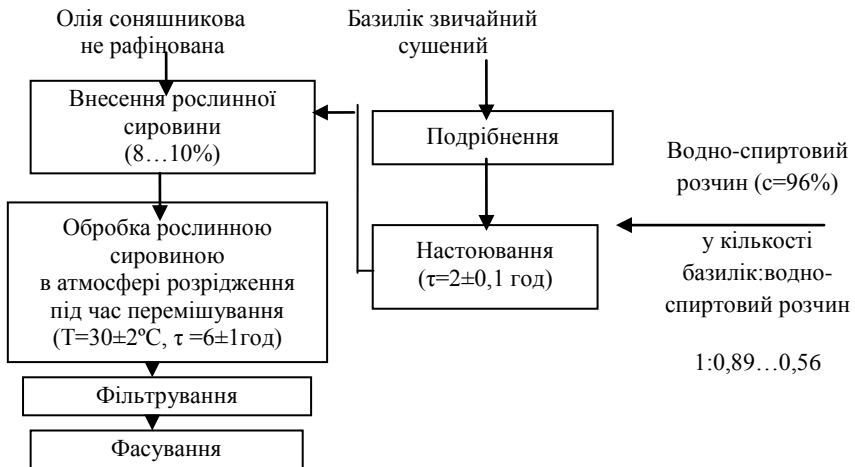 Олія соняшникова
не рафінована
Базилік звичайний
сушений
Внесення рослинної
сировини
(8…10%)
Подрібнення
Водно-спиртовий
розчин (с=96%)
Обробка рослинною
сировиною
в атмосфері розрідження
під час перемішування
(Т=30±2ºС, τ =6±1год)
Настоювання
(τ=2±0,1 год)
у кількості
базилік:водно-
спиртовий розчин
1:0,89…0,56
Фільтрування
Фасування